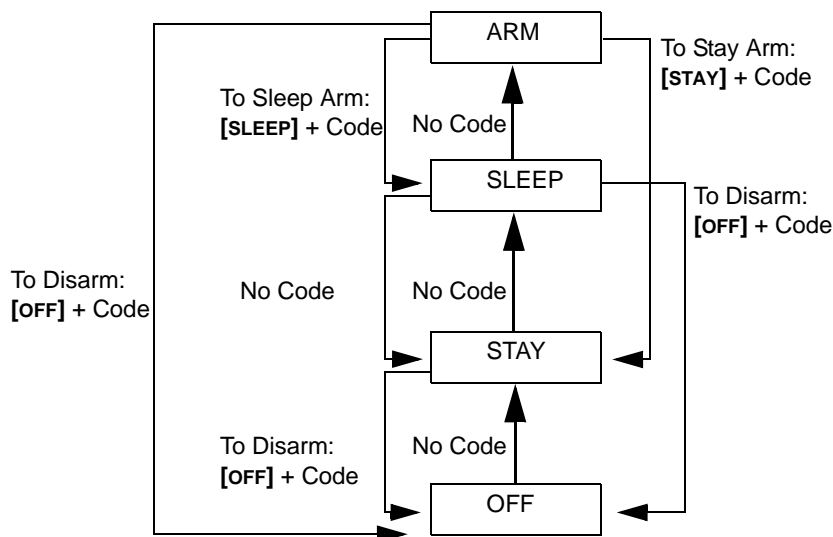 ARM
To Stay Arm:
[STAY] + Code
To Sleep Arm:
[SLEEP] + Code
No Code
SLEEP
To Disarm:
[OFF] + Code
To Disarm:
[OFF] + Code
No Code
No Code
STAY
To Disarm:
[OFF] + Code
No Code
OFF